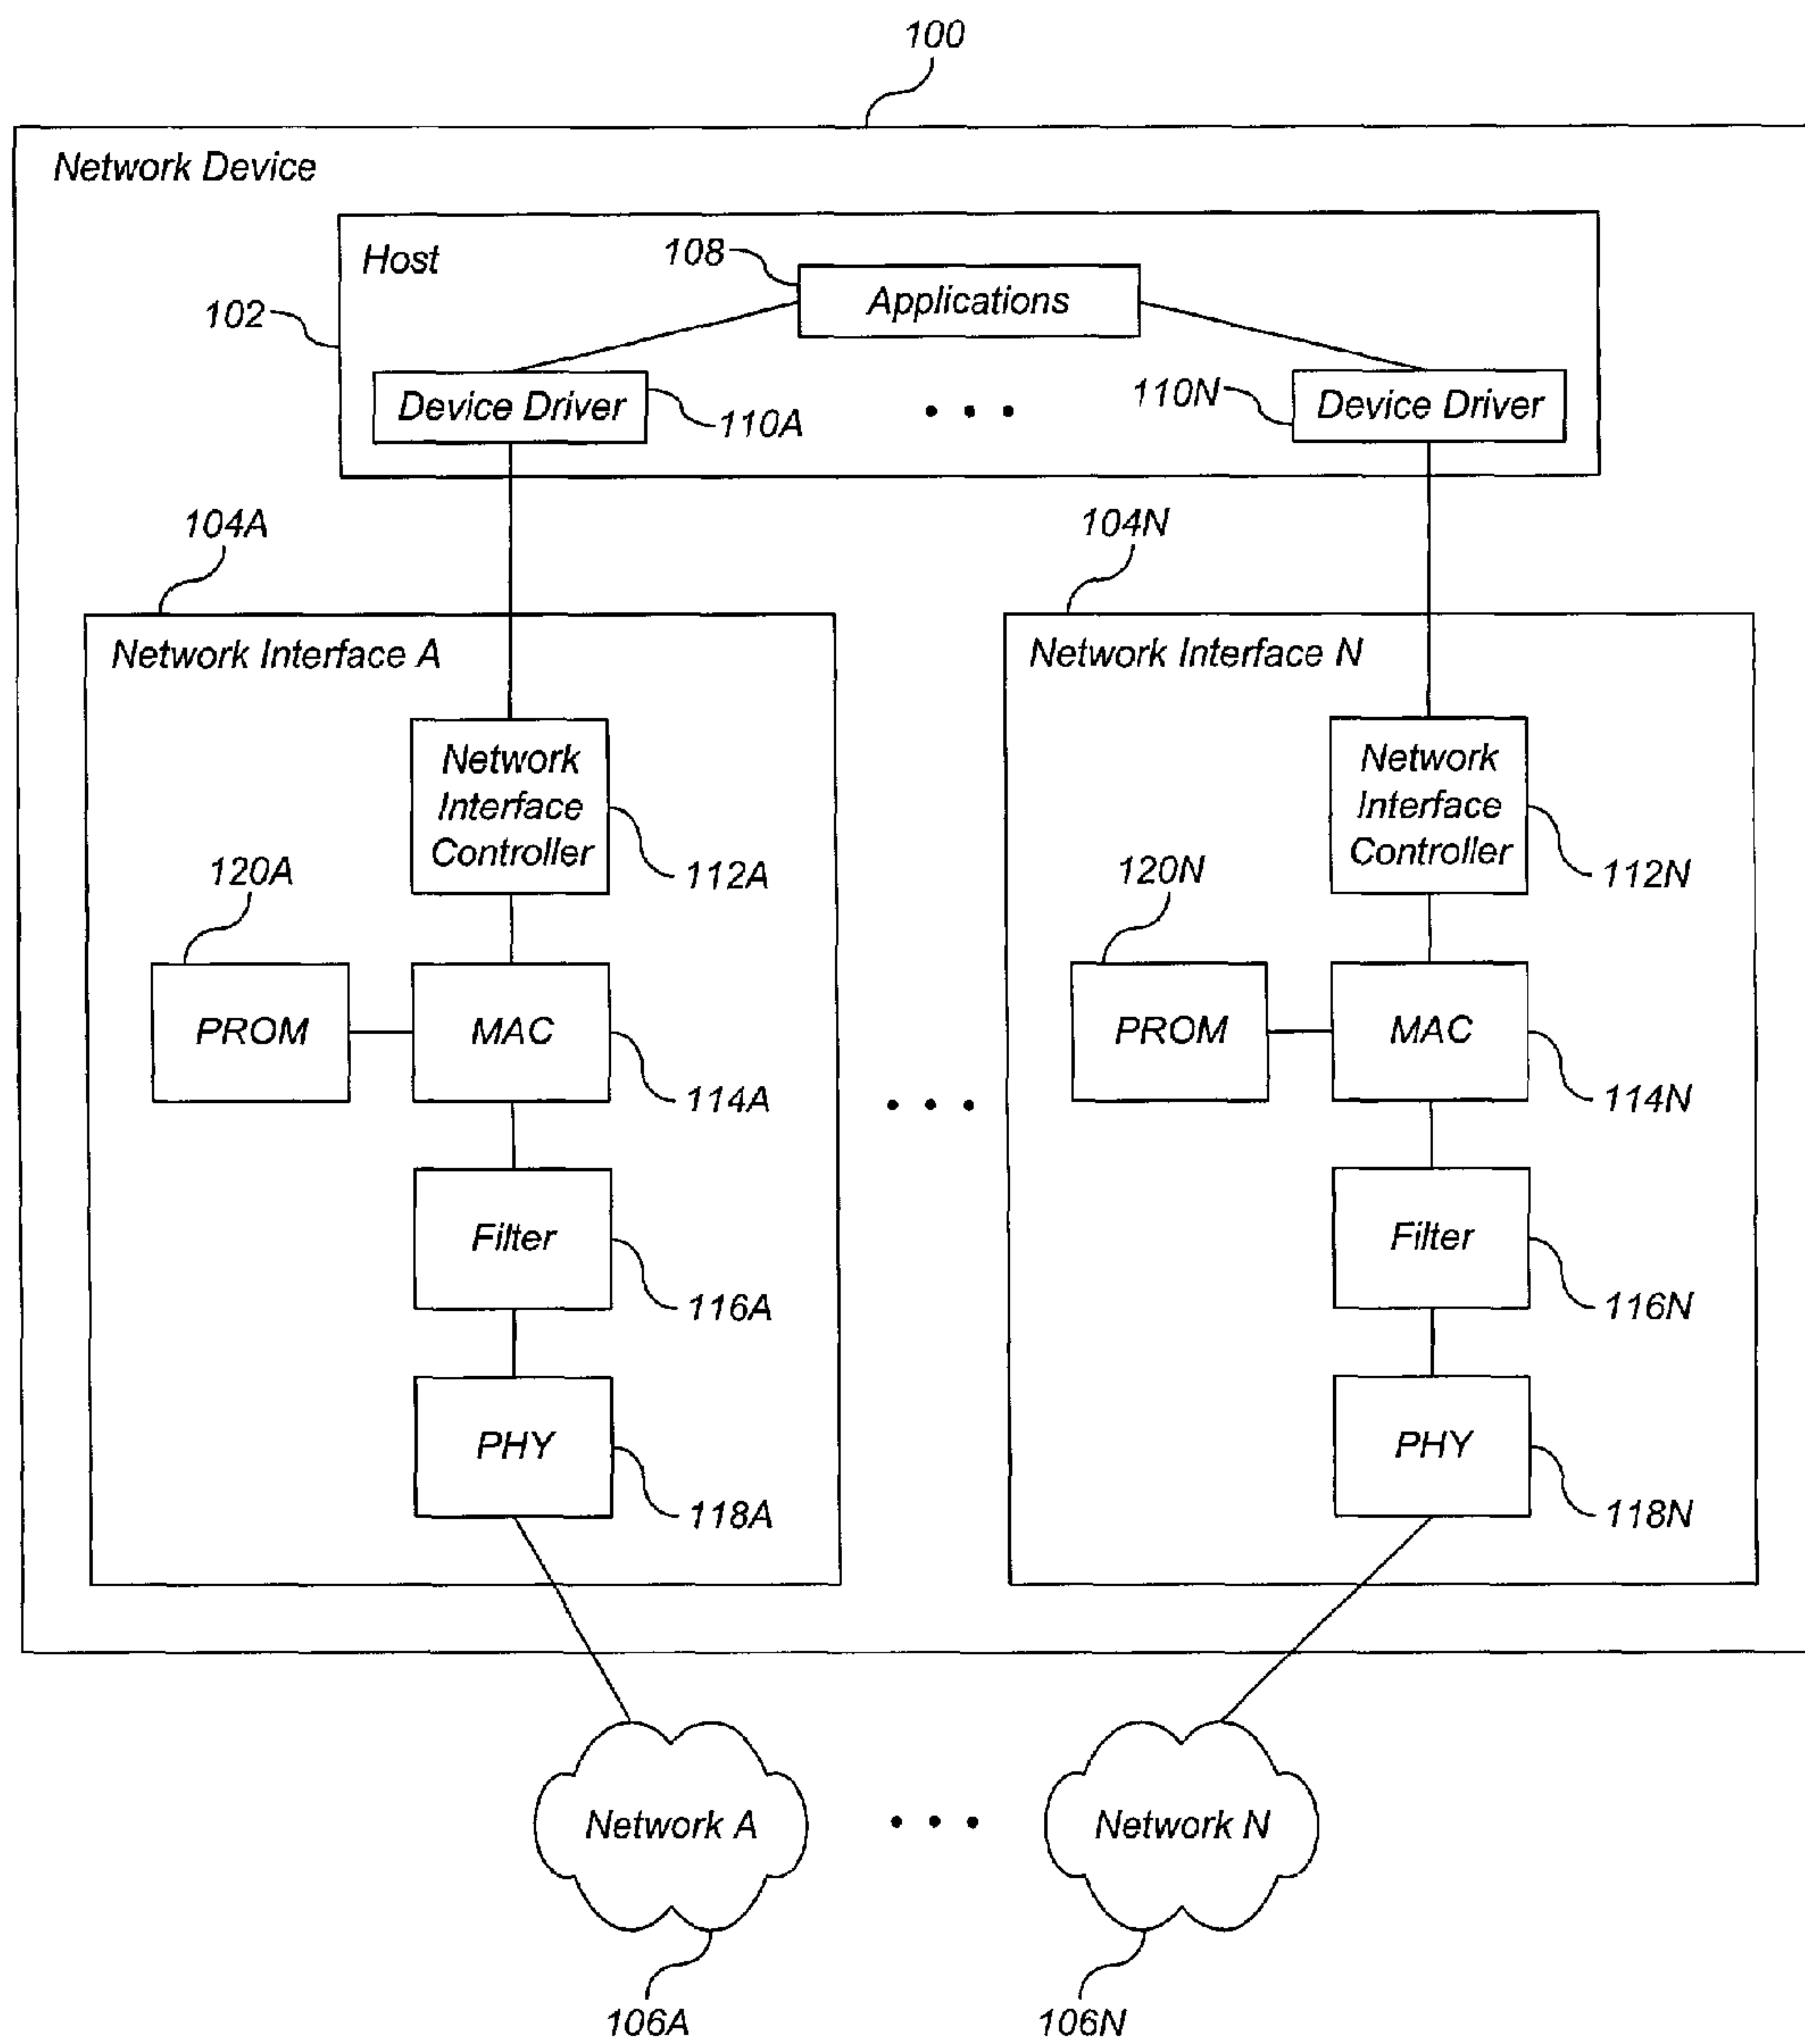 100
Network Device
Host
108
Applications
102
Device Driver
110A
• • •
110N
Device Driver
104A
104N
Network Interface A
Network Interface N
Network
Interface
Controller
112A
Network
Interface
Controller
112N
120A
120N
PROM
MAC
114A
• • •
PROM
MAC
114N
Filter
116A
Filter
116N
PHY
118A
PHY
118N
Network A
• • •
Network N
106A
106N